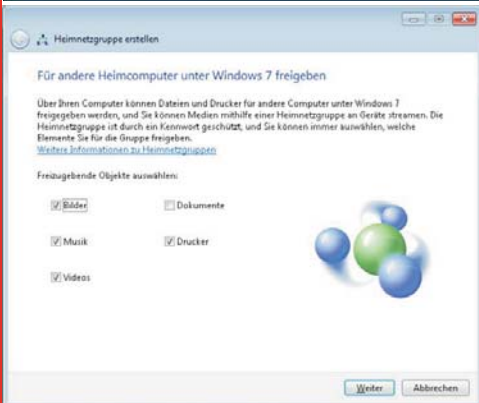 Heimnetzgruppe erstellen
Für andere Heimcomputer unter Windows 7 freigeben
Über Ihren Computer können Dateien und Drucker für andere Computer unter Windows 7
freigegeben werden, und Sie können Medien mithilfe einer Heimnetzgruppe an Geräte streamen. Die
Heimnetzgruppe ist durch ein Kennwort geschützt, und Sie können immer auswählen, welche
Elemente Sie für die Gruppe freigeben.
Weitere Informationen zu Heimnetzgruppen
Freizugebende Objekte auswählen:
Bilder Dokumente
Musik Drucker
Videos
Weiter Abbrechen